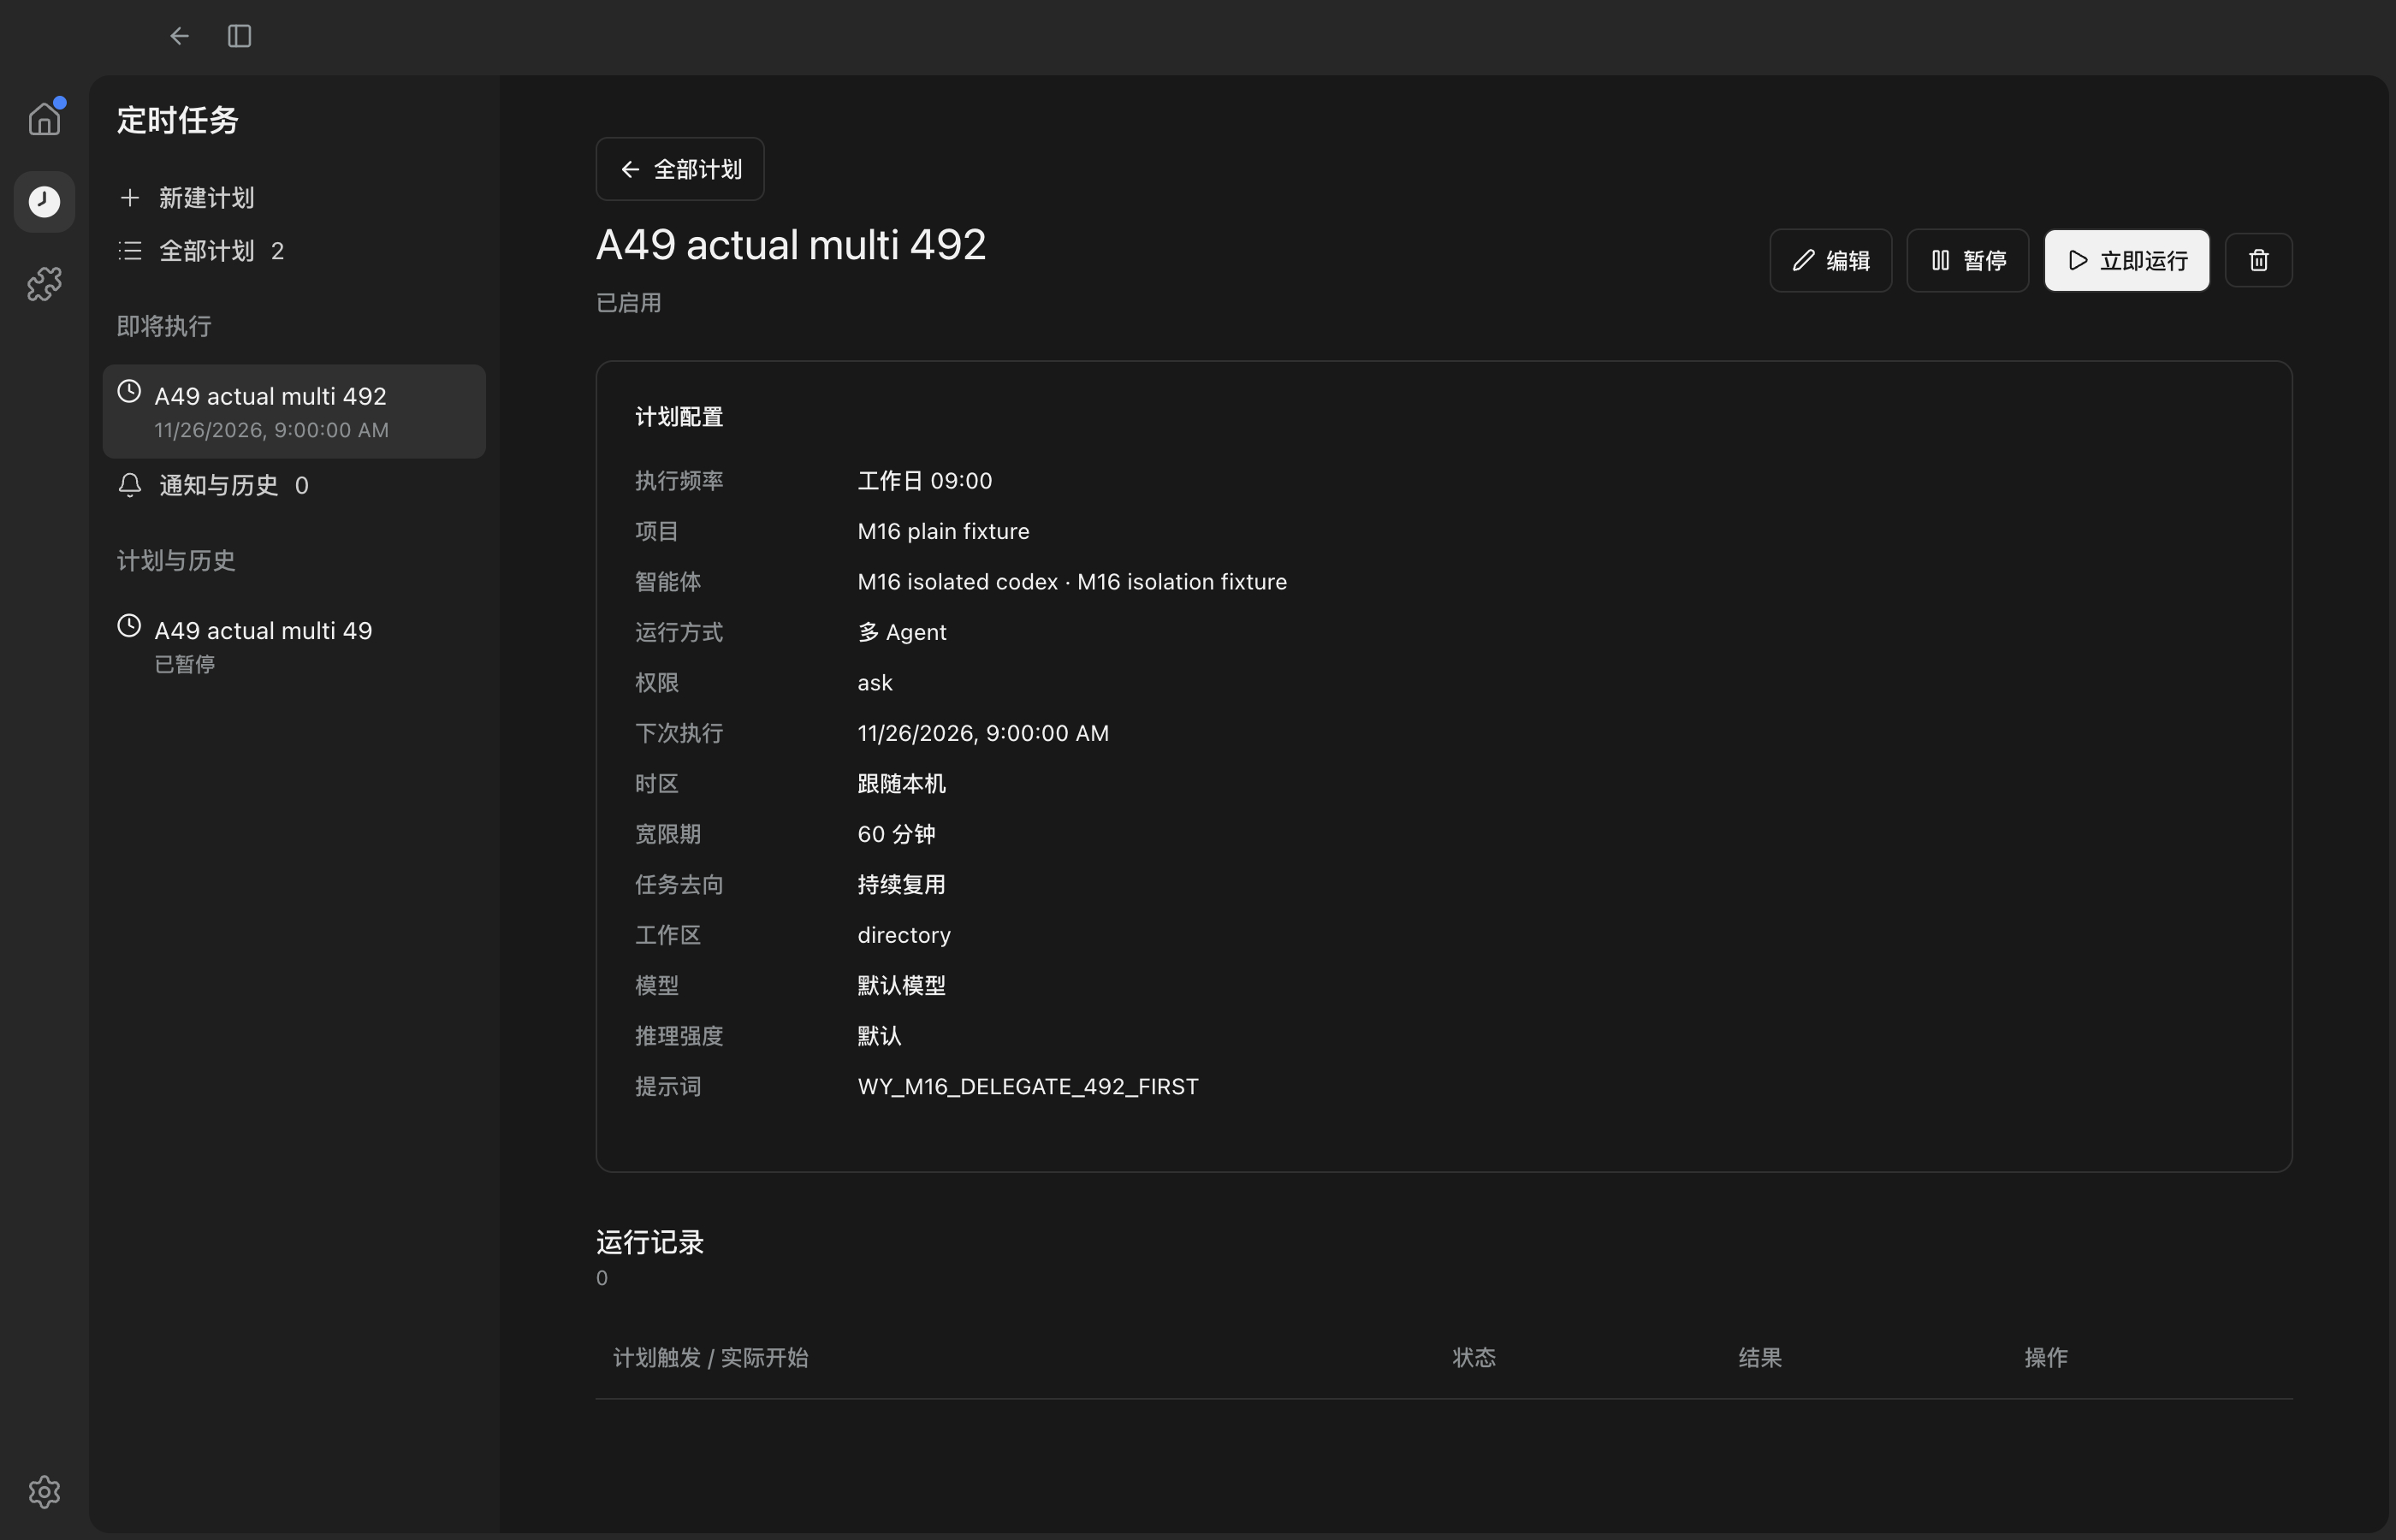 定时任务
新建计划
全部计划 2
即将执行
A49 actual multi 492
11/26/2026, 9:00:00 AM
通知与历史 0
计划与历史
A49 actual multi 49
已暂停
全部计划
A49 actual multi 492
已启用
编辑
暂停
立即运行
计划配置
执行频率 工作日 09:00
项目 M16 plain fixture
智能体 M16 isolated codex · M16 isolation fixture
运行方式 多 Agent
权限 ask
下次执行 11/26/2026, 9:00:00 AM
时区 跟随本机
宽限期 60 分钟
任务去向 持续复用
工作区 directory
模型 默认模型
推理强度 默认
提示词 WY_M16_DELEGATE_492_FIRST
运行记录
0
计划触发 / 实际开始 状态 结果 操作